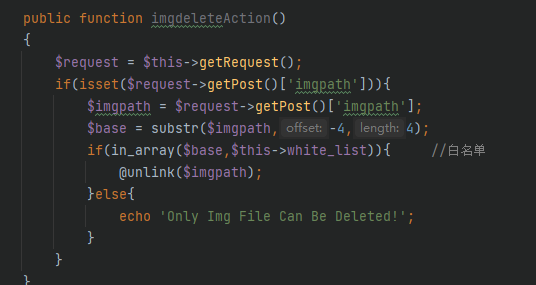 public function imgdeleteAction()
{
$request = $this->getRequest();
if(isset($request->getPost()['imgpath'])){
$imgpath = $request->getPost()['imgpath'];
$base = substr($imgpath, offset: -4, length: 4);
if(in_array($base,$this->white_list)){ //白名单
@unlink($imgpath);
}else{
echo 'Only Img File Can Be Deleted!';
}
}
}